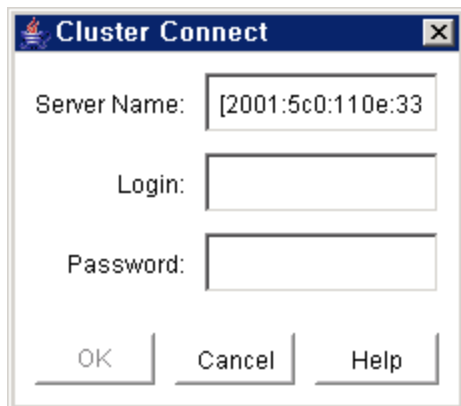 Cluster Connect
Server Name: [2001:5c0:110e:33
Login:
Password:
OK Cancel Help